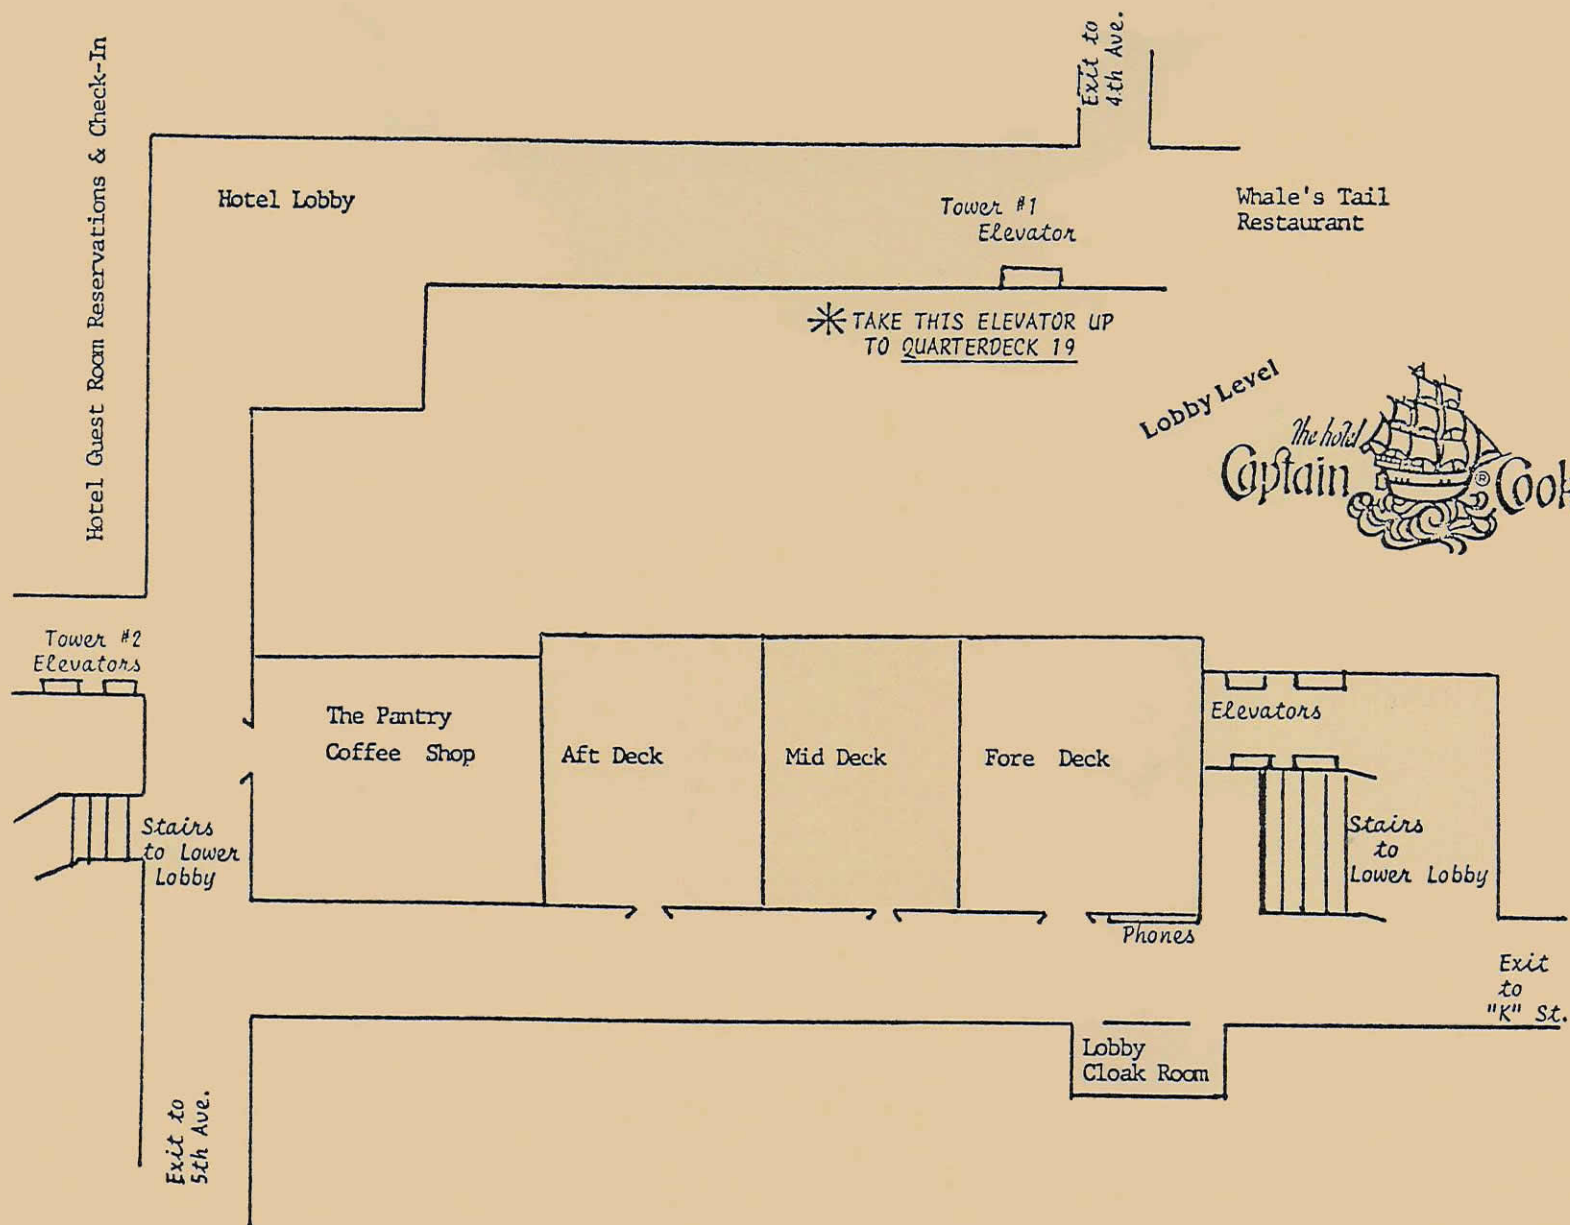 Exit to
4th Ave.
Hotel Guest Room Reservations & Check-In
Hotel Lobby
Tower #1
Elevator
Whale's Tail
Restaurant
TAKE THIS ELEVATOR UP
TO QUARTERDECK 19
Lobby Level
The hotel
Captain ® Cook
Tower #2
Elevators
The Pantry
Coffee Shop
Aft Deck
Mid Deck
Fore Deck
Elevators
Stairs
to Lower
Lobby
Stairs
to
Lower Lobby
Phones
Exit
to
"K" St.
Lobby
Cloak Room
Exit to
5th Ave.